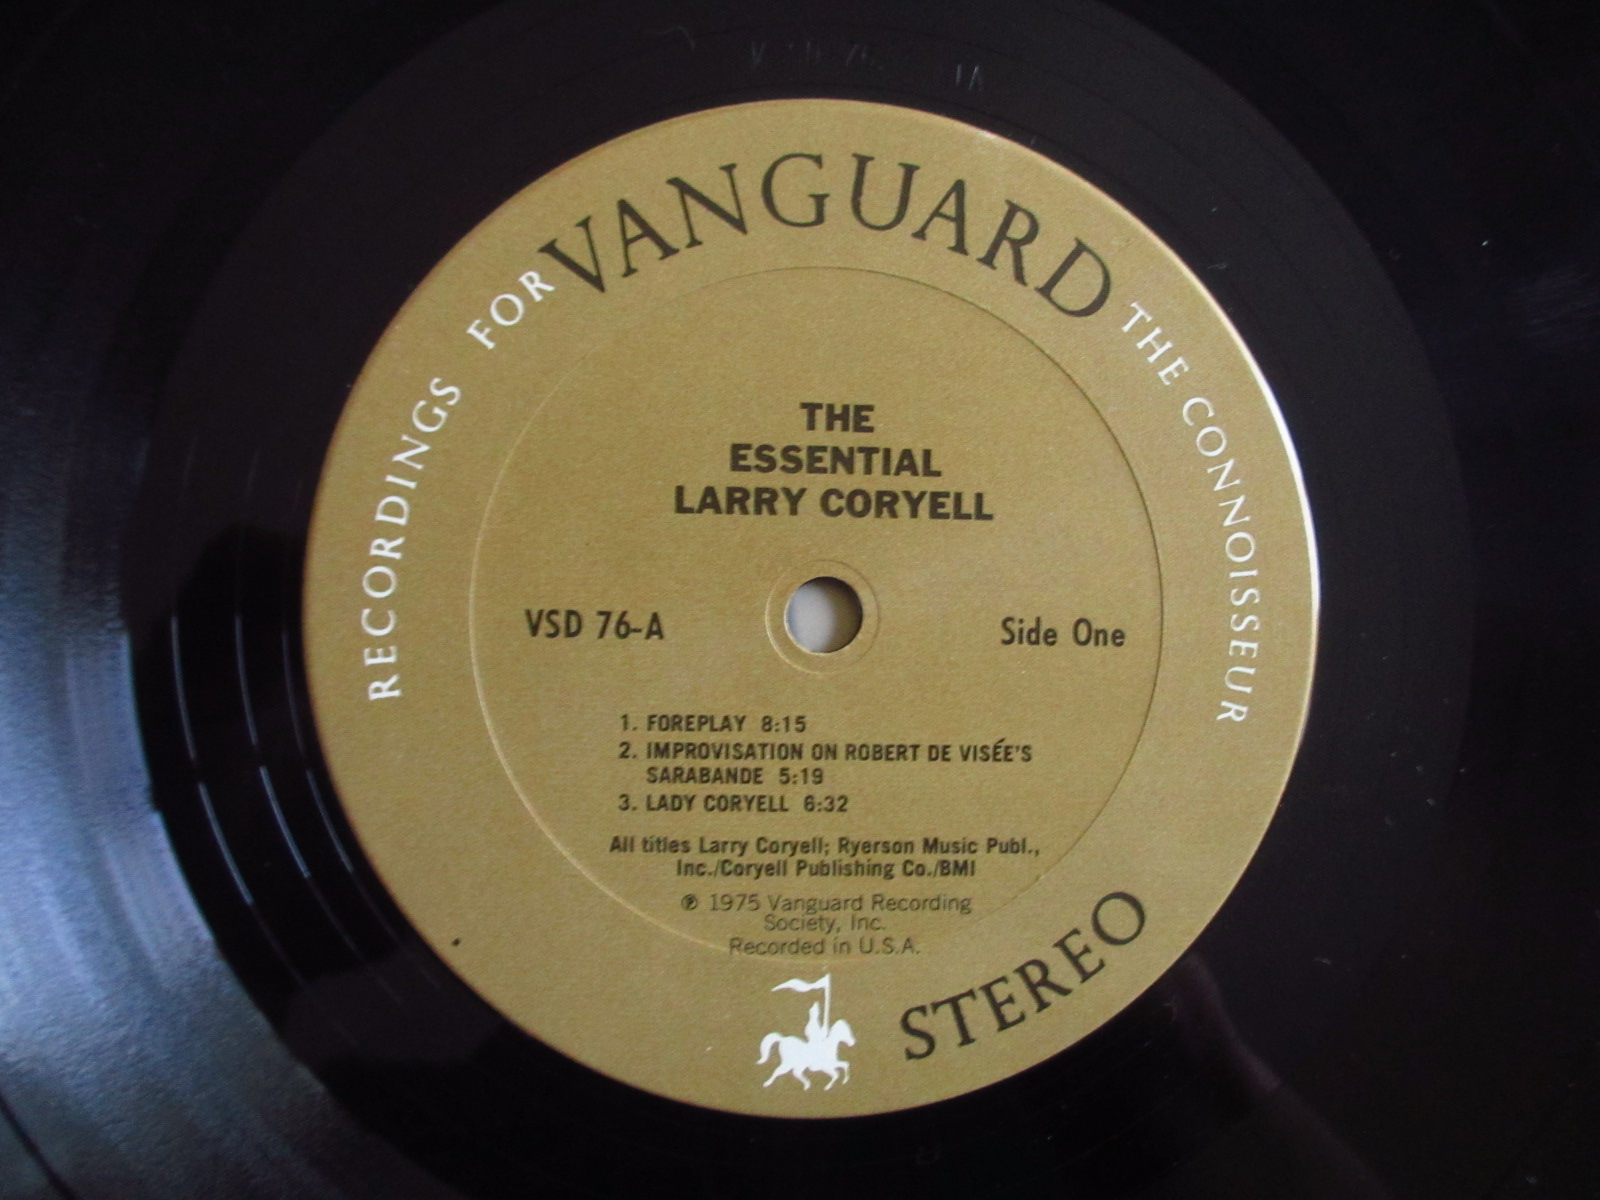 RECORDINGS FOR VANGUARD THE CONNOISSEUR
THE
ESSENTIAL
LARRY CORYELL
VSD 76-A
Side One
1. FOREPLAY 8:15
2. IMPROVISATION ON ROBERT DE VISÉE'S
SARABANDE 5:19
3. LADY CORYELL 6:32
All titles Larry Coryell; Ryerson Music Publ.,
Inc./Coryell Publishing Co./BMI
℗ 1975 Vanguard Recording
Society, Inc.
Recorded in U.S.A.
STEREO